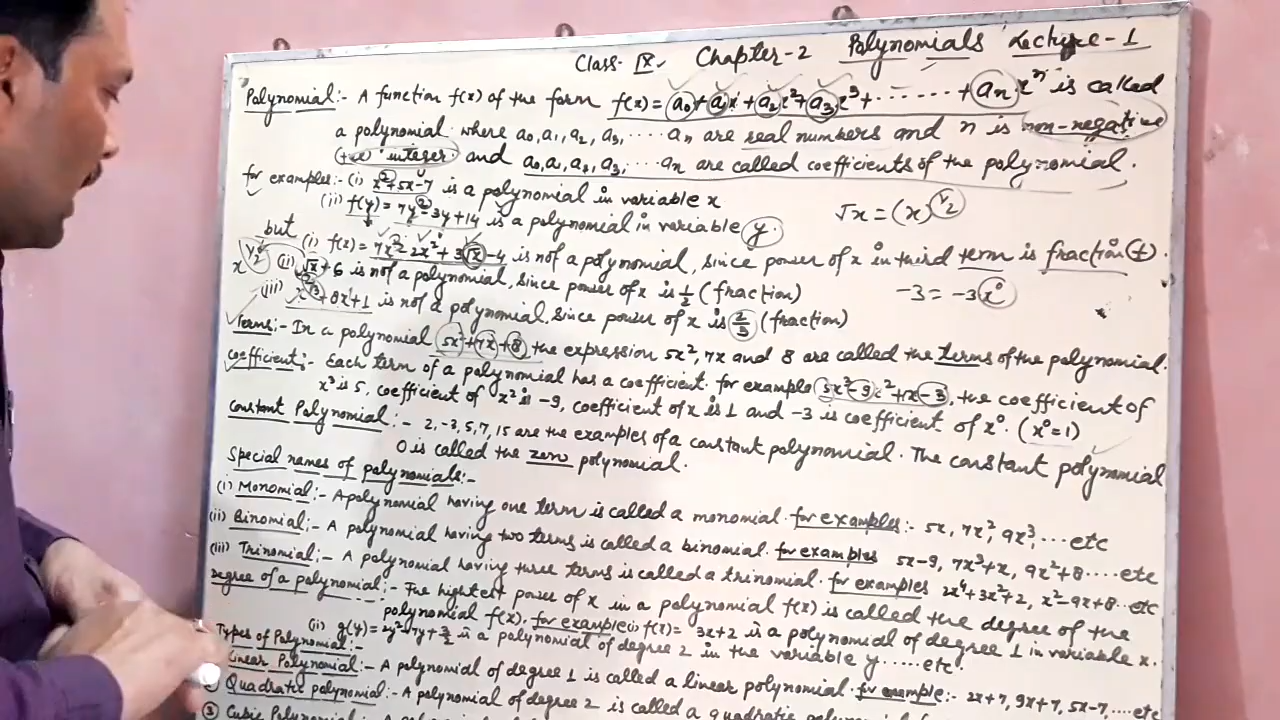 Class- IX. Chapter-2 Polynomials Lecture-1
Polynomial:- A function f(x) of the form f(x) = a₀+a₁x+a₂x²+a₃x³+.......+aₙxⁿ is called
a polynomial where a₀,a₁,a₂,a₃,....aₙ are real numbers and n is non-negative
(+ve integer) and a₀,a₁,a₂,a₃,....aₙ are called coefficients of the polynomial.
for examples:- (i) x²+5x-7 is a polynomial in variable x
(ii) f(y) = 7y²-3y+14 is a polynomial in variable y.
√x = (x)^1/2
but (i) f(x) = 7x³-2x²+3√x-4 is not a polynomial, since power of x in third term is fraction(½).
x^1/2 (ii) √x+6 is not a polynomial, since power of x is ½ (fraction)
-3 = -3x⁰
(iii) x^2/3+8x+1 is not a polynomial. since power of x is 2/3 (fraction)
Terms:- In a polynomial 5x²+7x+8, the expression 5x², 7x and 8 are called the terms of the polynomial.
Coefficient:- Each term of a polynomial has a coefficient. for example 5x³-9x²+x-3, the coefficient of
x³ is 5, coefficient of x² is -9, coefficient of x is 1 and -3 is coefficient of x⁰. (x⁰=1)
Constant Polynomial:- 2,-3,5,7,15 are the examples of a constant polynomial. The constant polynomial
0 is called the zero polynomial.
Special names of polynomials:-
(i) Monomial:- A polynomial having one term is called a monomial. for examples:- 5x, 7x², 9x³,....etc
(ii) Binomial:- A polynomial having two terms is called a binomial. for examples 5x-9, 7x³+x, 9x²+8....etc
(iii) Trinomial:- A polynomial having three terms is called a trinomial. for examples 2x⁴+3x²+2, x²-9x+8..etc
Degree of a polynomial:- The highest power of x in a polynomial f(x) is called the degree of the
polynomial f(x). for example(i) f(x) = 3x+2 is a polynomial of degree 1 in variable x.
(ii) g(y) = 2y²+7y+ is a polynomial of degree 2 in the variable y.....etc.
Types of Polynomial:-
Linear Polynomial:- A polynomial of degree 1 is called a linear polynomial. for example:- 2x+7, 9x+7, 5x-7....etc
② Quadratic polynomial:- A polynomial of degree 2 is called a quadratic
③ Cubic Polynomial:-